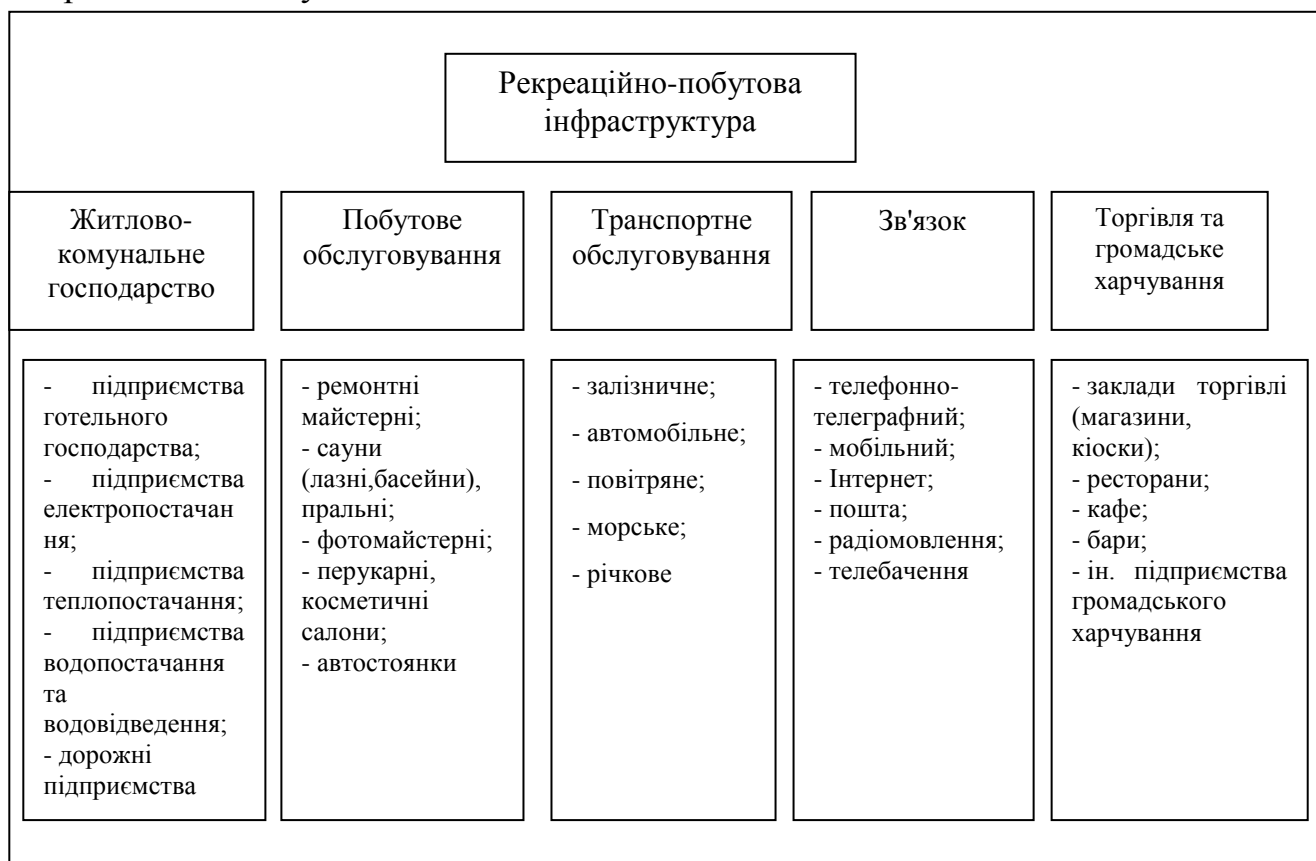 Рекреаційно-побутова
інфраструктура
Житлово-
комунальне
господарство
Побутове
обслуговування
Транспортне
обслуговування
Зв'язок
Торгівля та
громадське
харчування
- підприємства
готельного
господарства;
- підприємства
електропостачан
ня;
- підприємства
теплопостачання;
- підприємства
водопостачання
та
водовідведення;
- дорожні
підприємства
- ремонтні
майстерні;
- сауни
(лазні,басейни),
пральні;
- фотомайстерні;
- перукарні,
косметичні
салони;
- автостоянки
- залізничне;
- автомобільне;
- повітряне;
- морське;
- річкове
- телефонно-
телеграфний;
- мобільний;
- Інтернет;
- пошта;
- радіомовлення;
- телебачення
- заклади торгівлі
(магазини,
кіоски);
- ресторани;
- кафе;
- бари;
- ін. підприємства
громадського
харчування